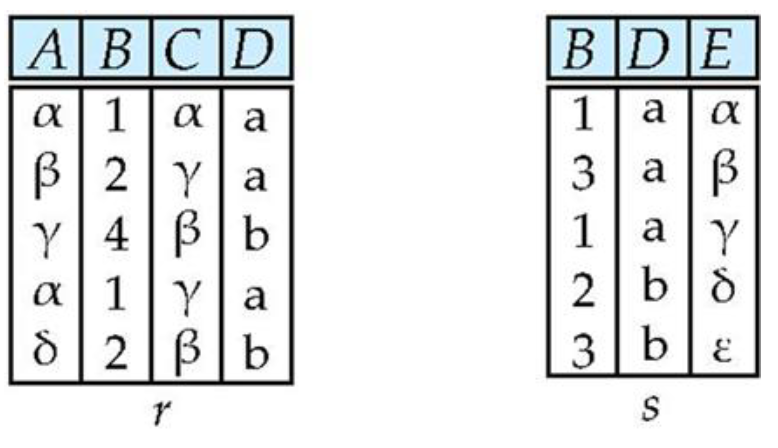 A B C D B D E
α 1 α a 1 a α
β 2 γ a 3 a β
γ 4 β b 1 a γ
α 1 γ a 2 b δ
δ 2 β b 3 b ε
r s